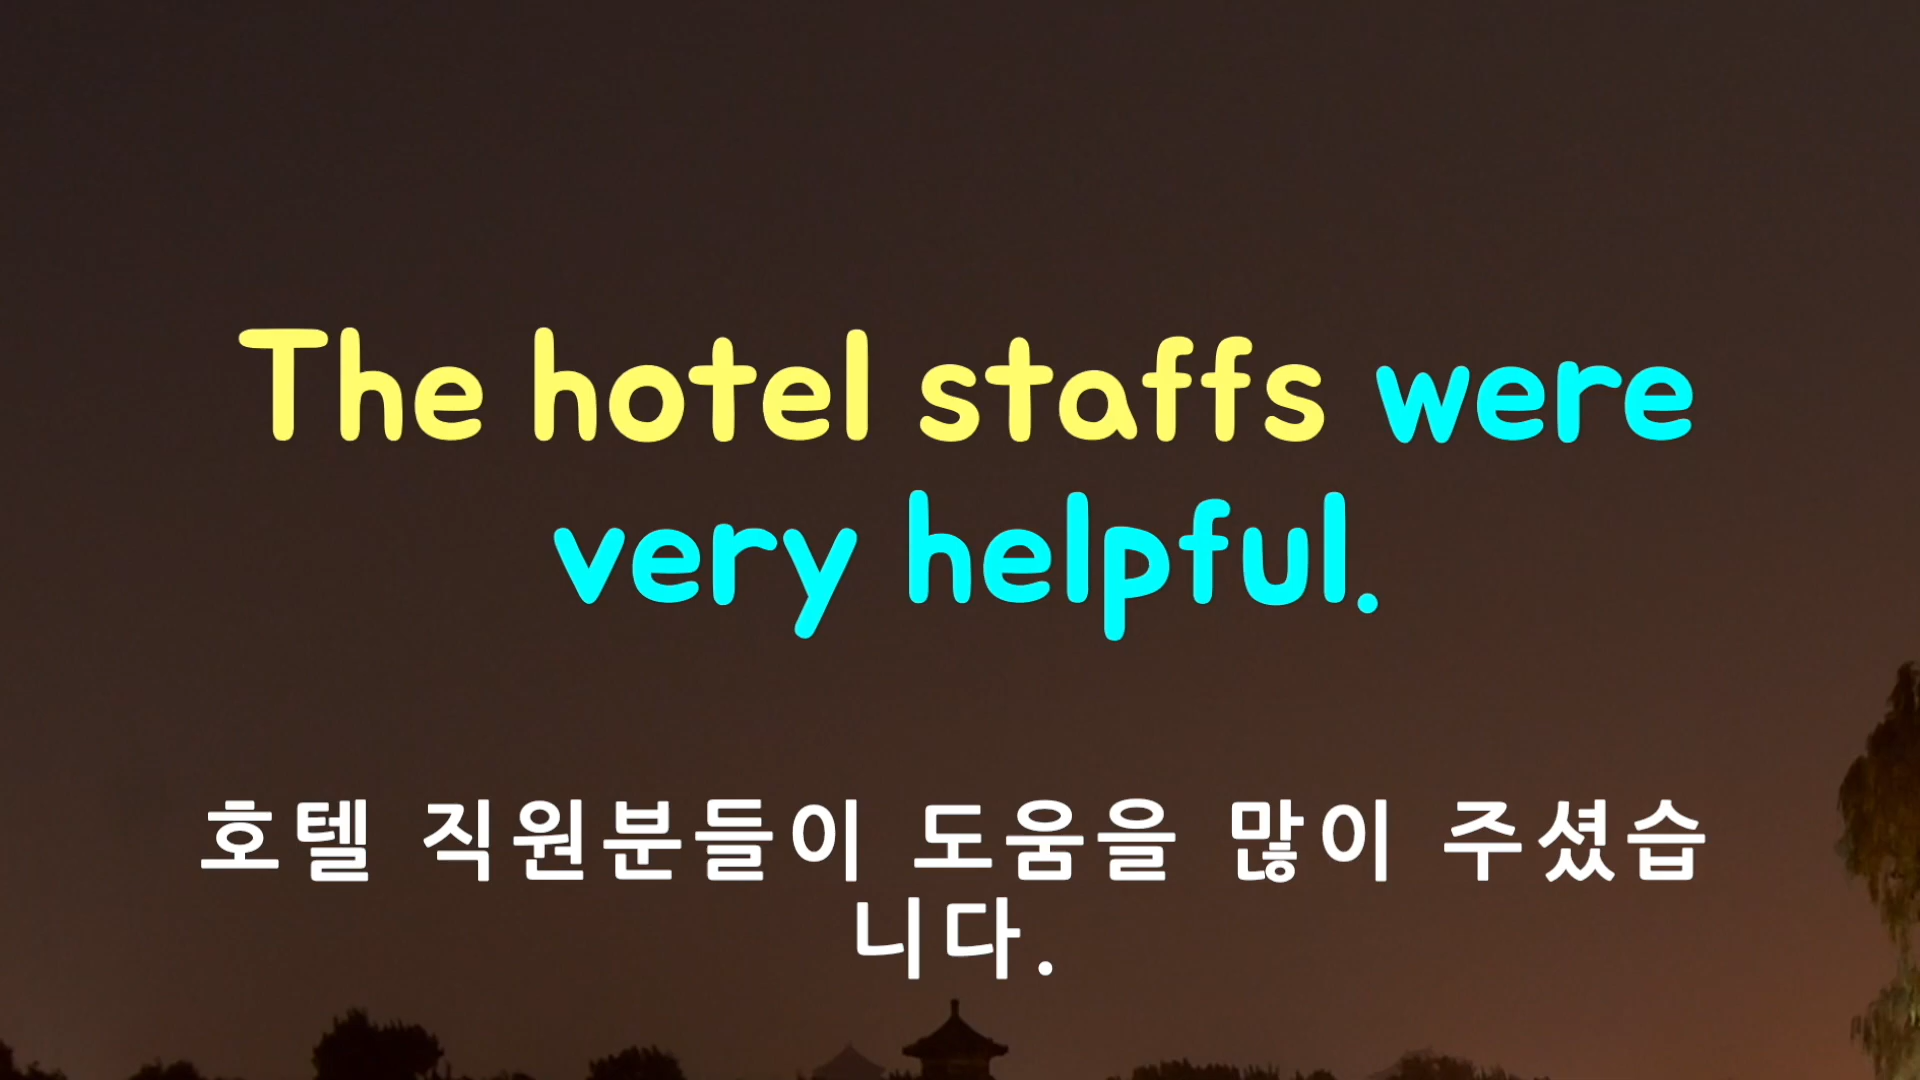 The hotel staffs were
very helpful.
호텔 직원분들이 도움을 많이 주셨습
니다.